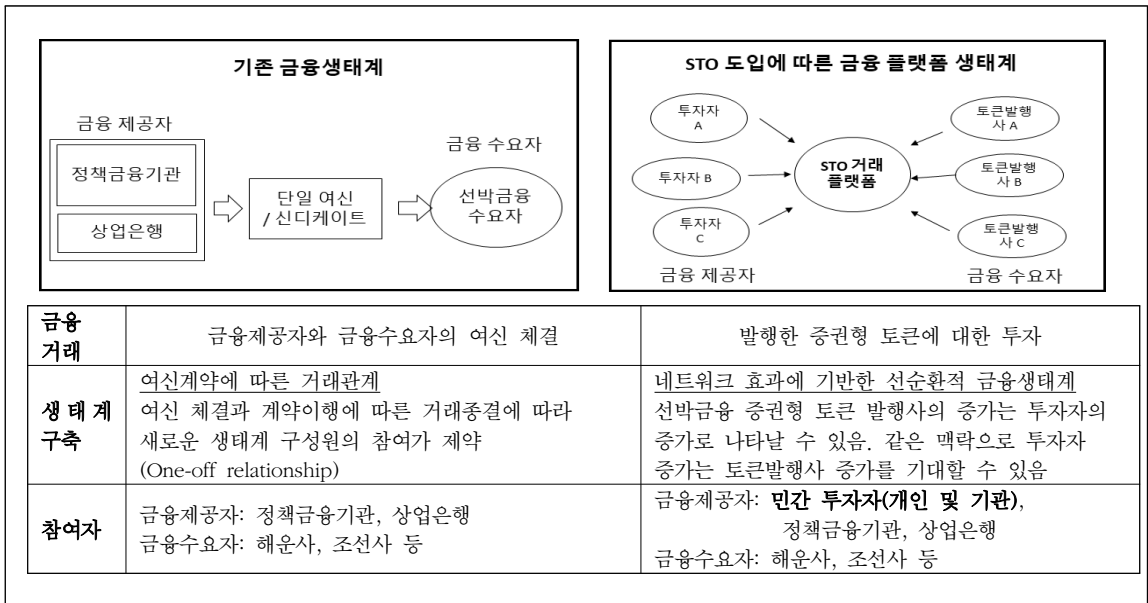 기존 금융생태계
금융 제공자
정책금융기관
상업은행
단일 여신
/ 신디케이트
금융 수요자
선박금융
수요자
STO 도입에 따른 금융 플랫폼 생태계
투자자
A
투자자 B
투자자
C
금융 제공자
STO 거래
플랫폼
토큰발행
사 A
토큰발행
사 B
토큰발행
사 C
금융 수요자
금융
거래
금융제공자와 금융수요자의 여신 체결
발행한 증권형 토큰에 대한 투자
생태계
구축
여신계약에 따른 거래관계
여신 체결과 계약이행에 따른 거래종결에 따라
새로운 생태계 구성원의 참여가 제약
(One-off relationship)
네트워크 효과에 기반한 선순환적 금융생태계
선박금융 증권형 토큰 발행사의 증가는 투자자의
증가로 나타날 수 있음. 같은 맥락으로 투자자
증가는 토큰발행사 증가를 기대할 수 있음
참여자
금융제공자: 정책금융기관, 상업은행
금융수요자: 해운사, 조선사 등
금융제공자: 민간 투자자(개인 및 기관),
정책금융기관, 상업은행
금융수요자: 해운사, 조선사 등